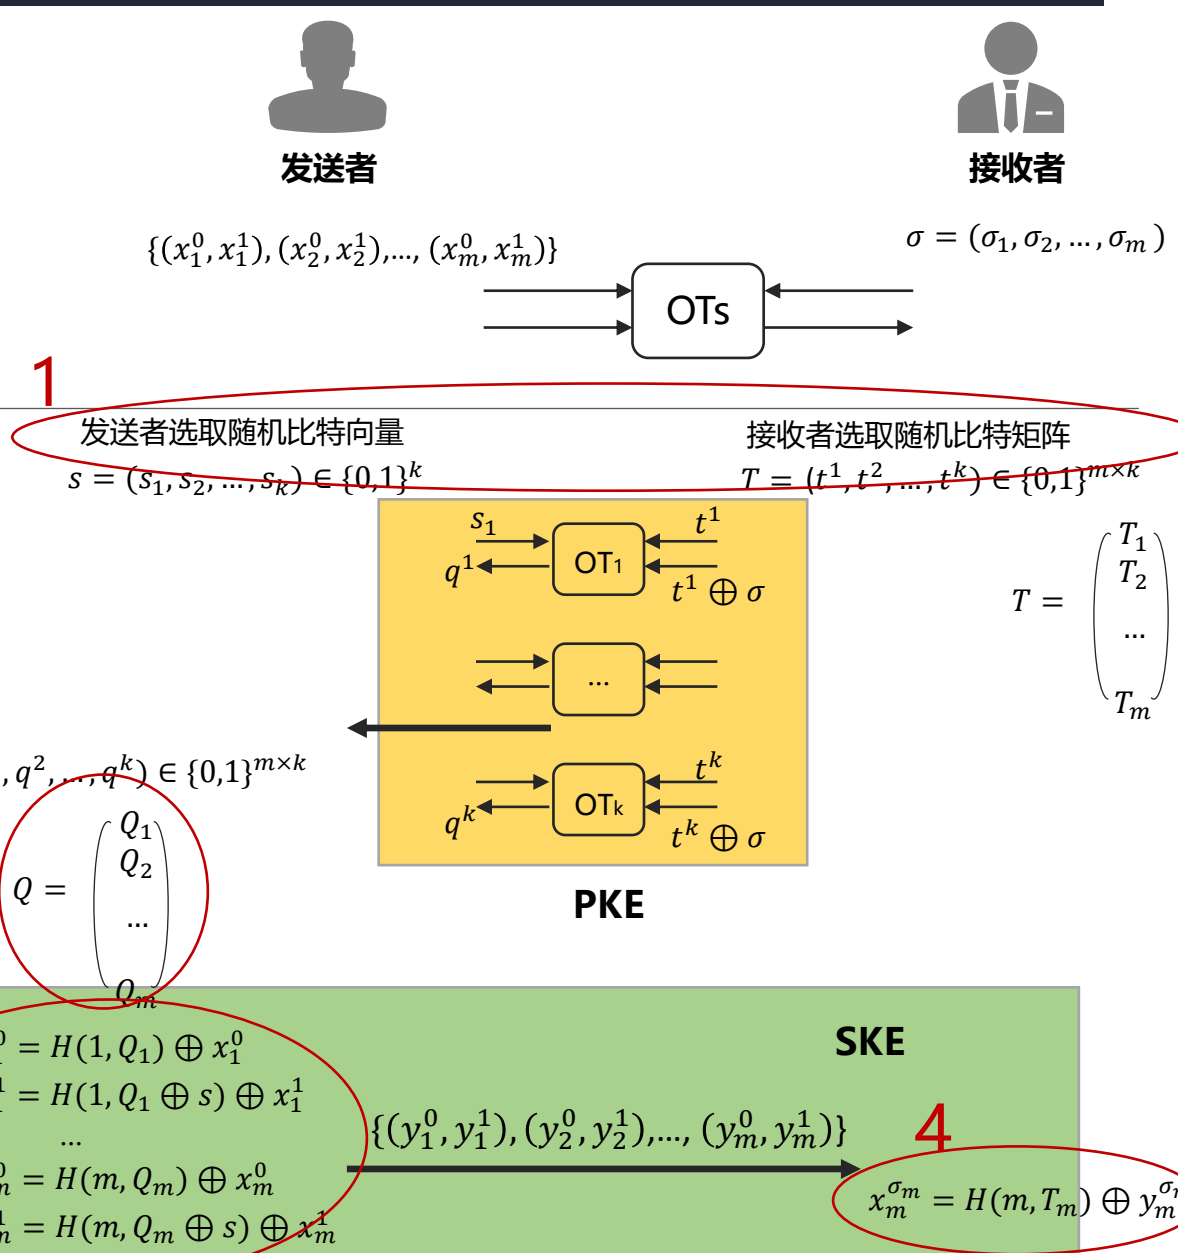 发送者
接收者
{(x_1^0, x_1^1), (x_2^0, x_2^1),..., (x_m^0, x_m^1)}
σ = (σ_1, σ_2, ..., σ_m)
OTs
1
发送者选取随机比特向量
接收者选取随机比特矩阵
s = (s_1, s_2, ..., s_k) ∈ {0,1}^k
T = (t^1, t^2, ..., t^k) ∈ {0,1}^{m×k}
s_1
t^1
OT1
q^1
t^1 ⊕ σ
T =
T_1
T_2
...
T_m
...
, q^2, ..., q^k) ∈ {0,1}^{m×k}
t^k
OTk
q^k
t^k ⊕ σ
Q =
Q_1
Q_2
...
Q_m
PKE
SKE
^0 = H(1, Q_1) ⊕ x_1^0
^1 = H(1, Q_1 ⊕ s) ⊕ x_1^1
...
^0 = H(m, Q_m) ⊕ x_m^0
^1 = H(m, Q_m ⊕ s) ⊕ x_m^1
{(y_1^0, y_1^1), (y_2^0, y_2^1),..., (y_m^0, y_m^1)}
4
x_m^{σ_m} = H(m, T_m) ⊕ y_m^{σ_m}